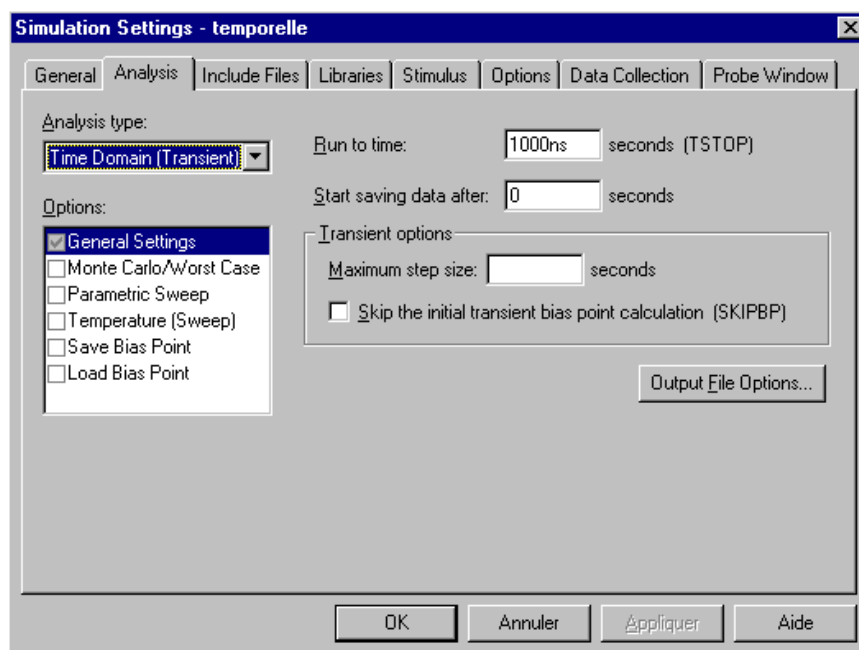 Simulation Settings - temporelle
General Analysis Include Files Libraries Stimulus Options Data Collection Probe Window
Analysis type:
Time Domain (Transient)
Options:
General Settings
Monte Carlo/Worst Case
Parametric Sweep
Temperature (Sweep)
Save Bias Point
Load Bias Point
Run to time: 1000ns seconds (TSTOP)
Start saving data after: 0 seconds
Transient options
Maximum step size: seconds
Skip the initial transient bias point calculation (SKIPBP)
Output File Options...
OK Annuler Appliquer Aide